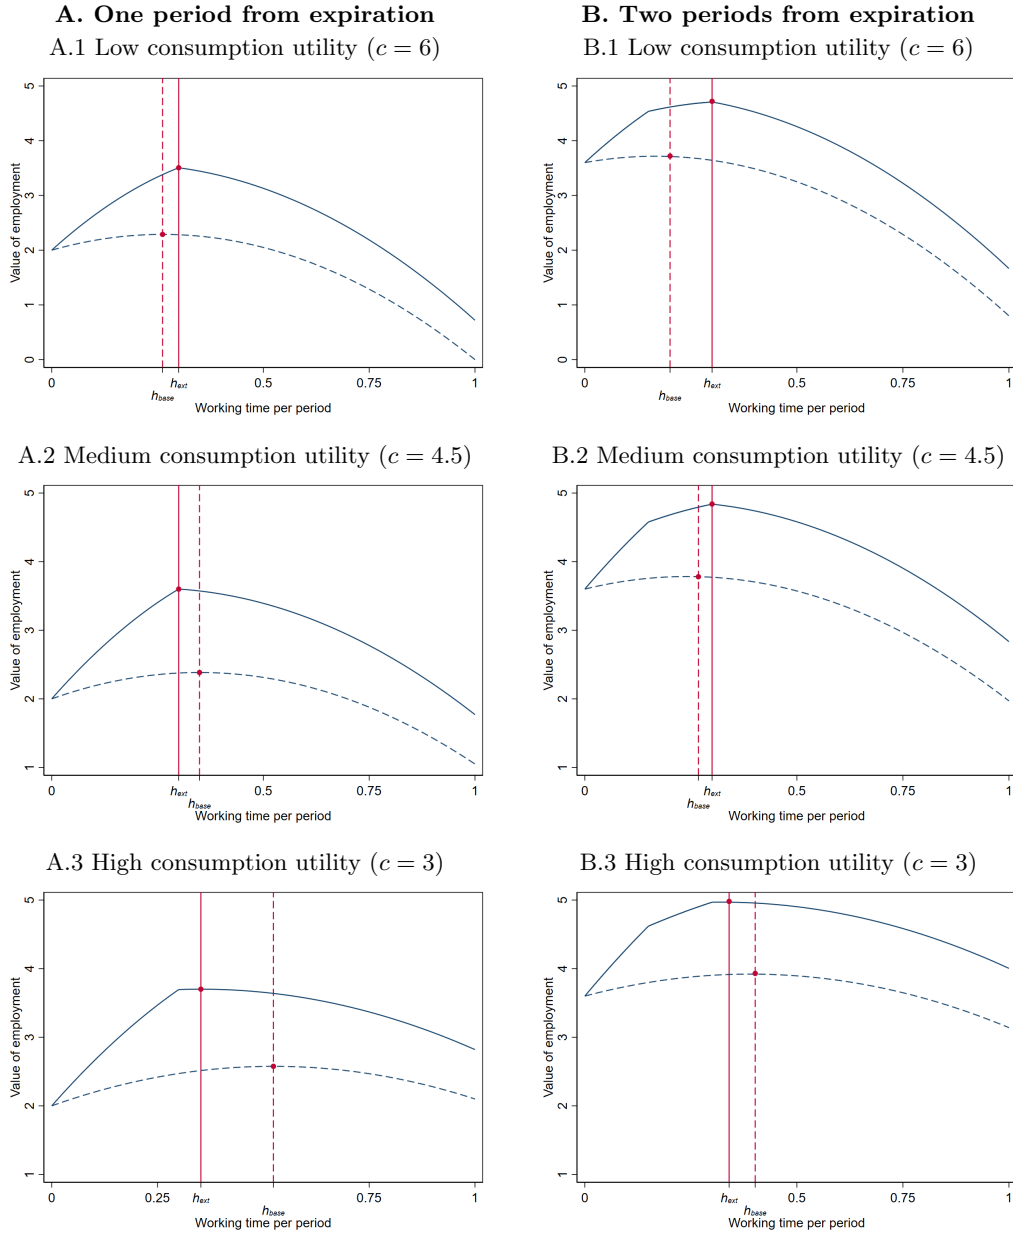 A. One period from expiration
A.1 Low consumption utility (c = 6)
Value of employment
5
4
3
2
1
0
0 h_ext 0.5 0.75 1
h_base
Working time per period
B. Two periods from expiration
B.1 Low consumption utility (c = 6)
Value of employment
5
4
3
2
1
0
0 h_ext 0.5 0.75 1
h_base
Working time per period
A.2 Medium consumption utility (c = 4.5)
Value of employment
5
4
3
2
1
0 h_ext 0.5 0.75 1
h_base
Working time per period
B.2 Medium consumption utility (c = 4.5)
Value of employment
5
4
3
2
1
0 h_ext 0.5 0.75 1
h_base
Working time per period
A.3 High consumption utility (c = 3)
Value of employment
5
4
3
2
1
0 0.25 h_ext 0.75 1
h_base
Working time per period
B.3 High consumption utility (c = 3)
Value of employment
5
4
3
2
1
0 h_ext 0.5 0.75 1
h_base
Working time per period